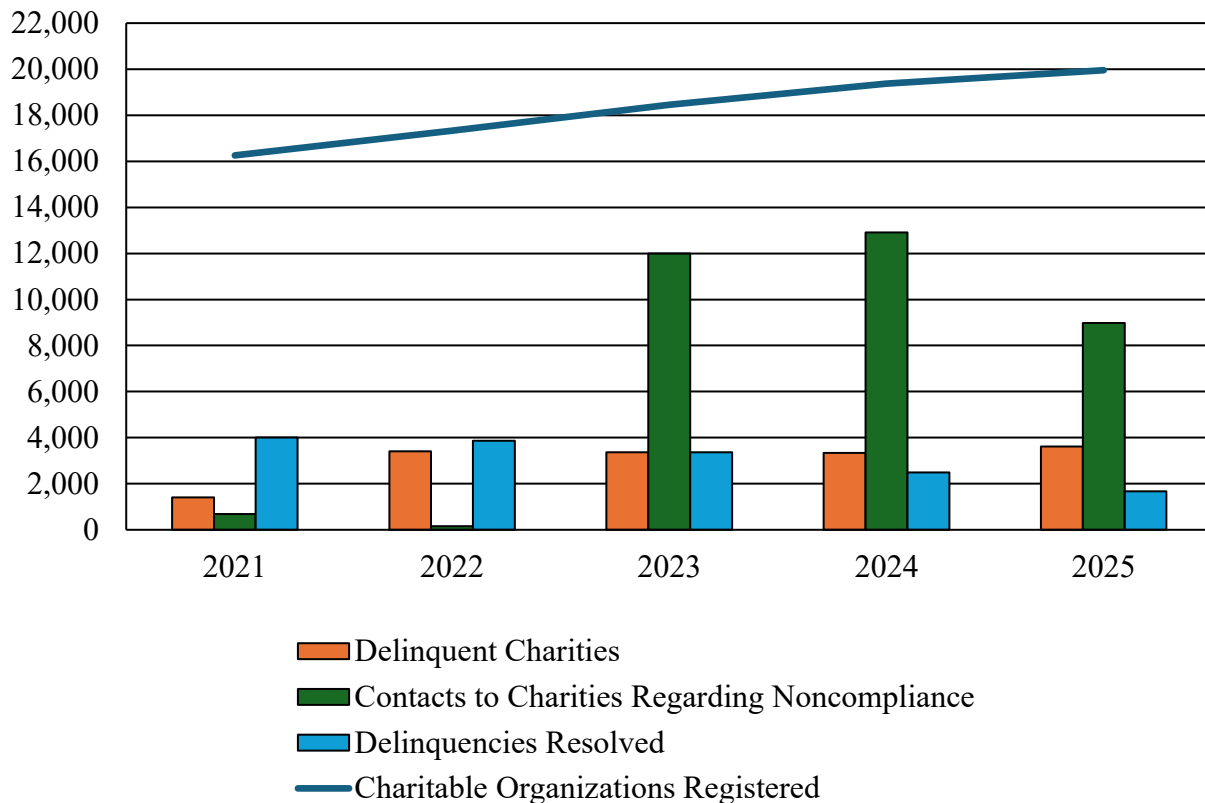 22,000
20,000
18,000
16,000
14,000
12,000
10,000
8,000
6,000
4,000
2,000
0
2021 2022 2023 2024 2025
Delinquent Charities
Contacts to Charities Regarding Noncompliance
Delinquencies Resolved
Charitable Organizations Registered